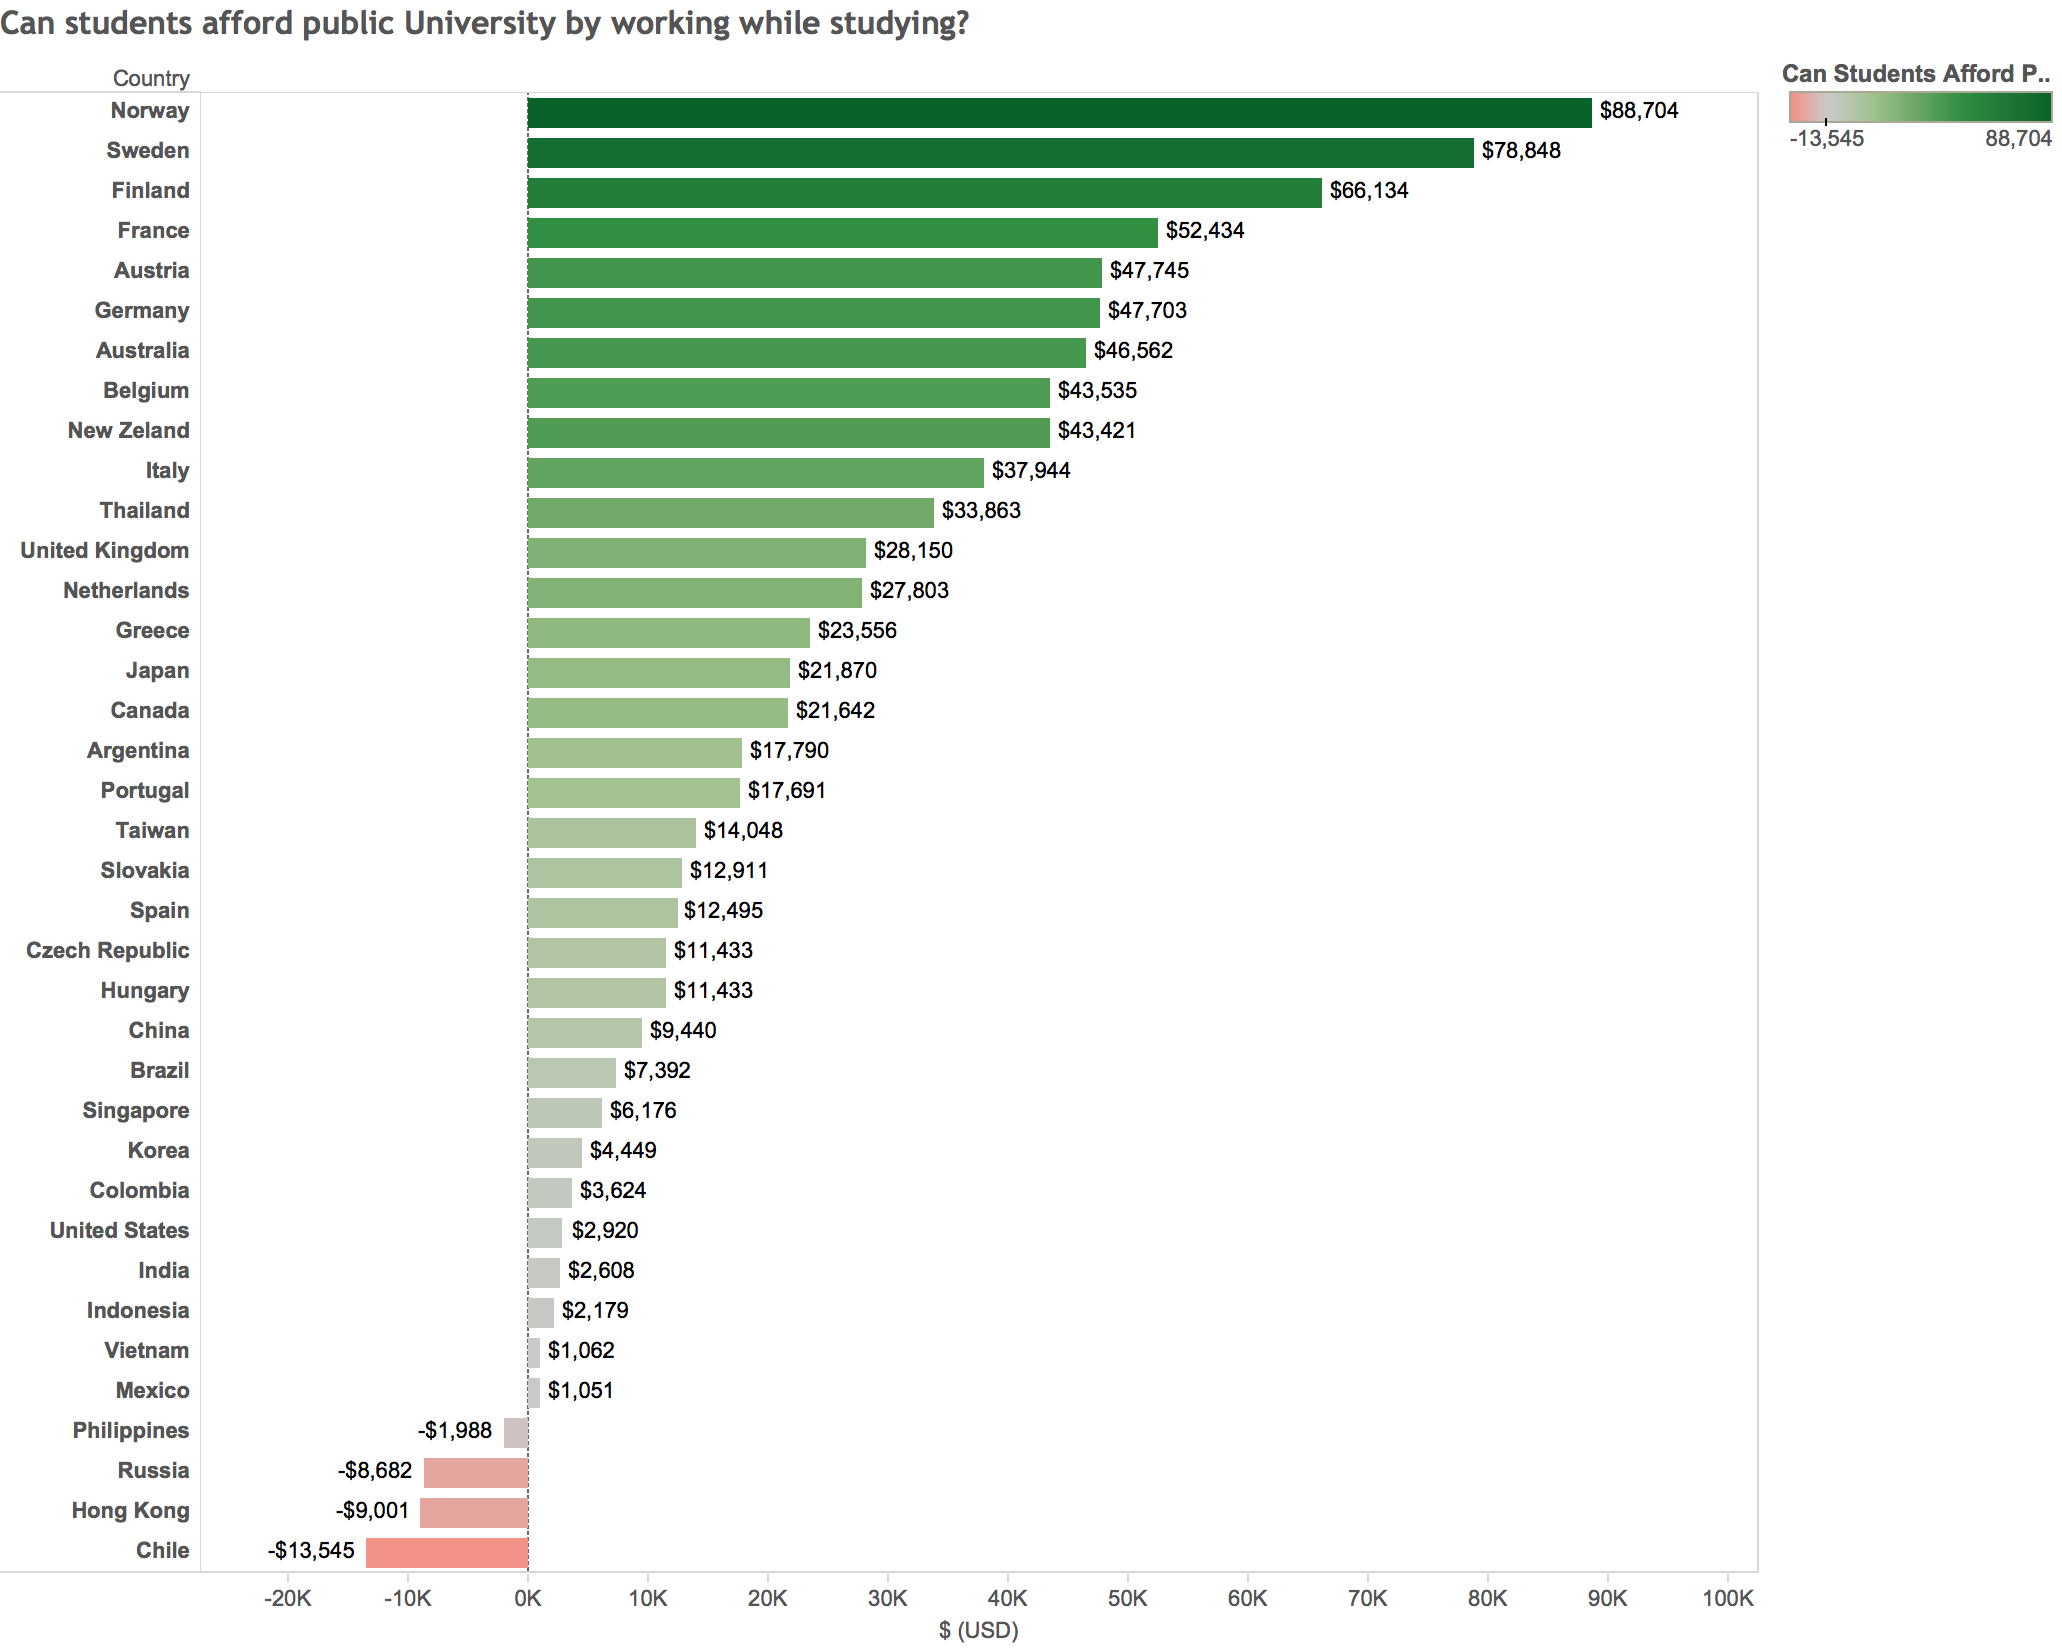 Can students afford public University by working while studying?
Country
Can Students Afford P..
-13,545 88,704
Norway $88,704
Sweden $78,848
Finland $66,134
France $52,434
Austria $47,745
Germany $47,703
Australia $46,562
Belgium $43,535
New Zeland $43,421
Italy $37,944
Thailand $33,863
United Kingdom $28,150
Netherlands $27,803
Greece $23,556
Japan $21,870
Canada $21,642
Argentina $17,790
Portugal $17,691
Taiwan $14,048
Slovakia $12,911
Spain $12,495
Czech Republic $11,433
Hungary $11,433
China $9,440
Brazil $7,392
Singapore $6,176
Korea $4,449
Colombia $3,624
United States $2,920
India $2,608
Indonesia $2,179
Vietnam $1,062
Mexico $1,051
Philippines -$1,988
Russia -$8,682
Hong Kong -$9,001
Chile -$13,545
-20K -10K 0K 10K 20K 30K 40K 50K 60K 70K 80K 90K 100K
$ (USD)